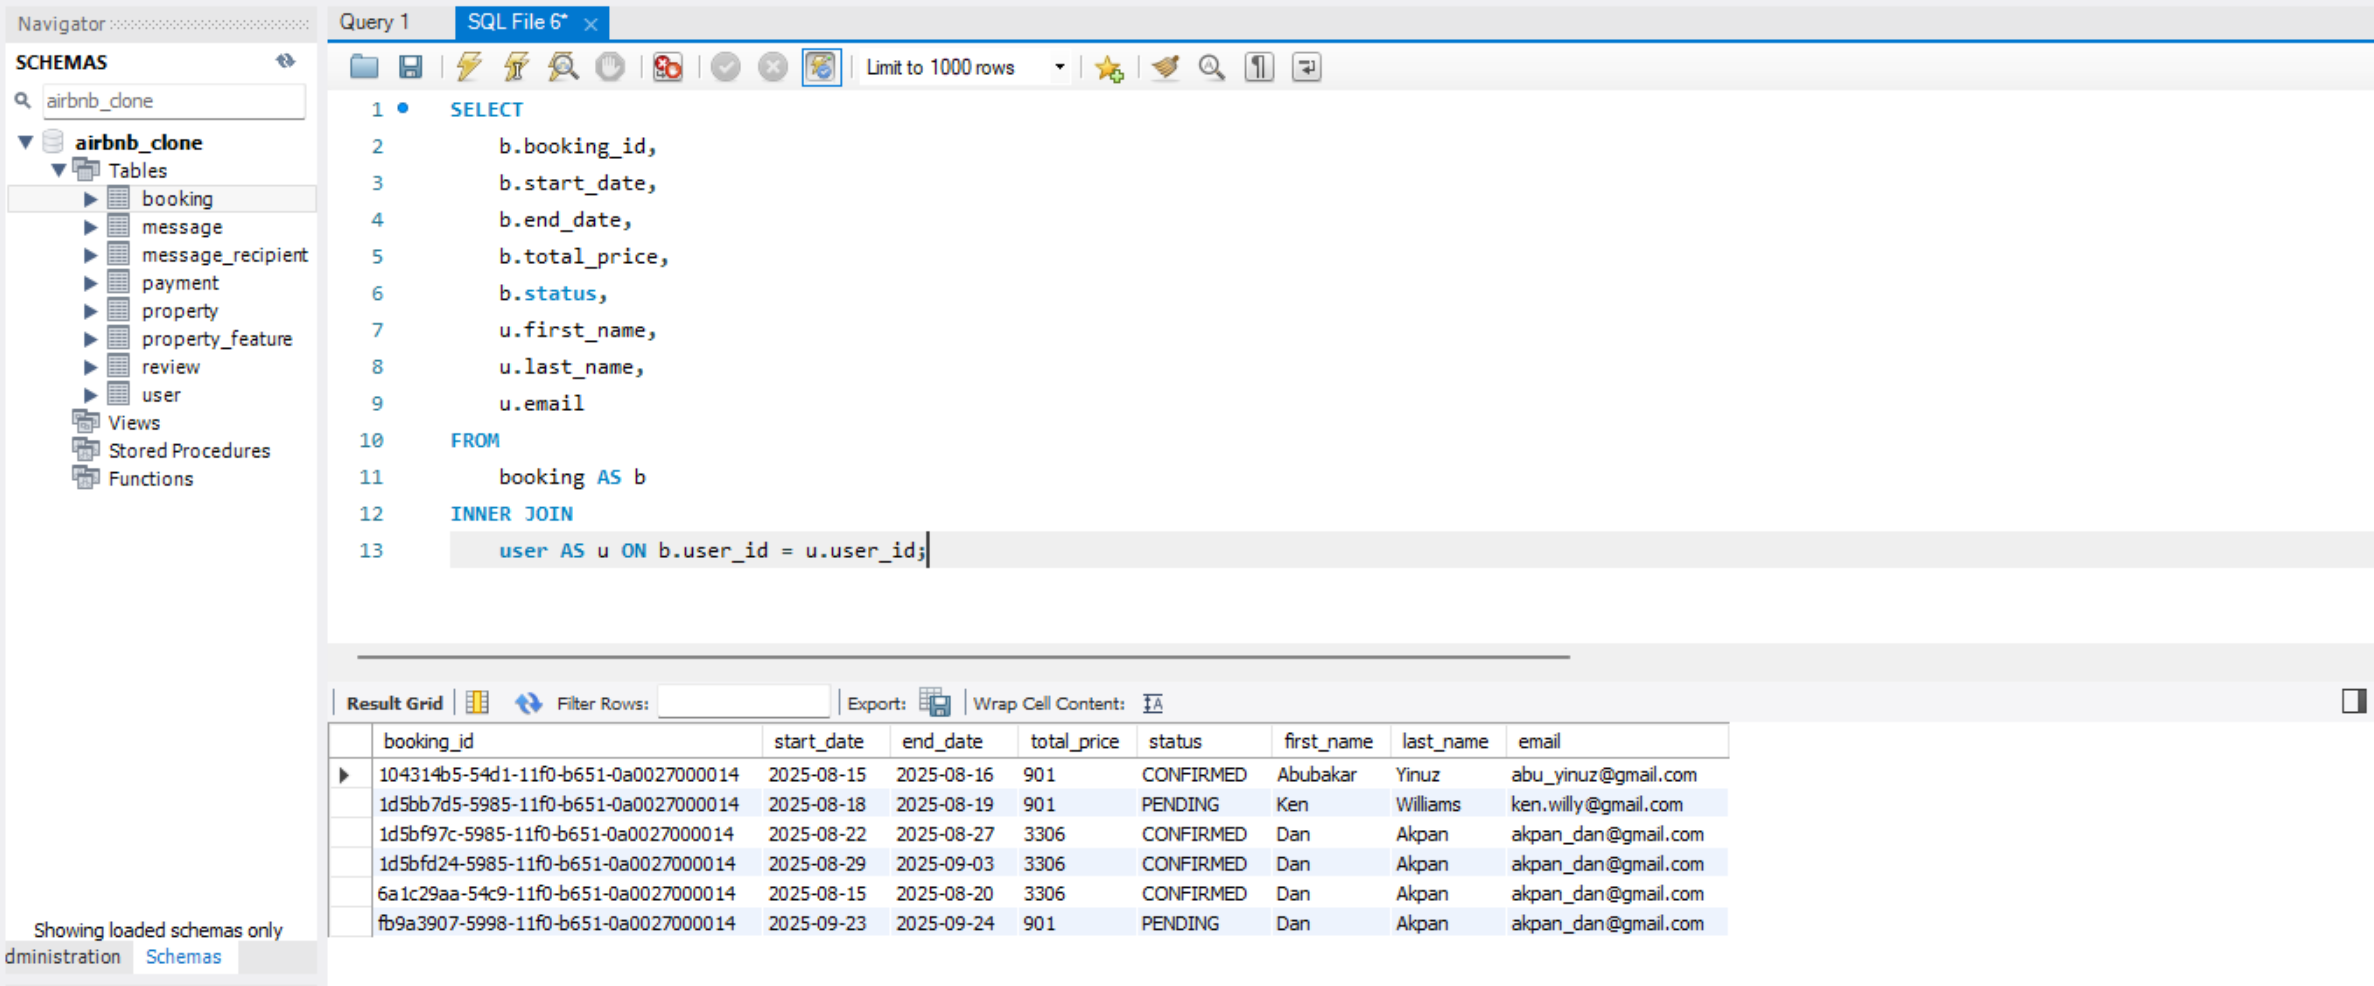 Navigator
SCHEMAS
airbnb_clone
airbnb_clone
Tables
booking
message
message_recipient
payment
property
property_feature
review
user
Views
Stored Procedures
Functions
Showing loaded schemas only
dministration Schemas
Query 1 SQL File 6*
Limit to 1000 rows
1 SELECT
2 b.booking_id,
3 b.start_date,
4 b.end_date,
5 b.total_price,
6 b.status,
7 u.first_name,
8 u.last_name,
9 u.email
10 FROM
11 booking AS b
12 INNER JOIN
13 user AS u ON b.user_id = u.user_id;
Result Grid Filter Rows: Export: Wrap Cell Content:
booking_id start_date end_date total_price status first_name last_name email
104314b5-54d1-11f0-b651-0a0027000014 2025-08-15 2025-08-16 901 CONFIRMED Abubakar Yinuz abu_yinuz@gmail.com
1d5bb7d5-5985-11f0-b651-0a0027000014 2025-08-18 2025-08-19 901 PENDING Ken Williams ken.willy@gmail.com
1d5bf97c-5985-11f0-b651-0a0027000014 2025-08-22 2025-08-27 3306 CONFIRMED Dan Akpan akpan_dan@gmail.com
1d5bfd24-5985-11f0-b651-0a0027000014 2025-08-29 2025-09-03 3306 CONFIRMED Dan Akpan akpan_dan@gmail.com
6a1c29aa-54c9-11f0-b651-0a0027000014 2025-08-15 2025-08-20 3306 CONFIRMED Dan Akpan akpan_dan@gmail.com
fb9a3907-5998-11f0-b651-0a0027000014 2025-09-23 2025-09-24 901 PENDING Dan Akpan akpan_dan@gmail.com